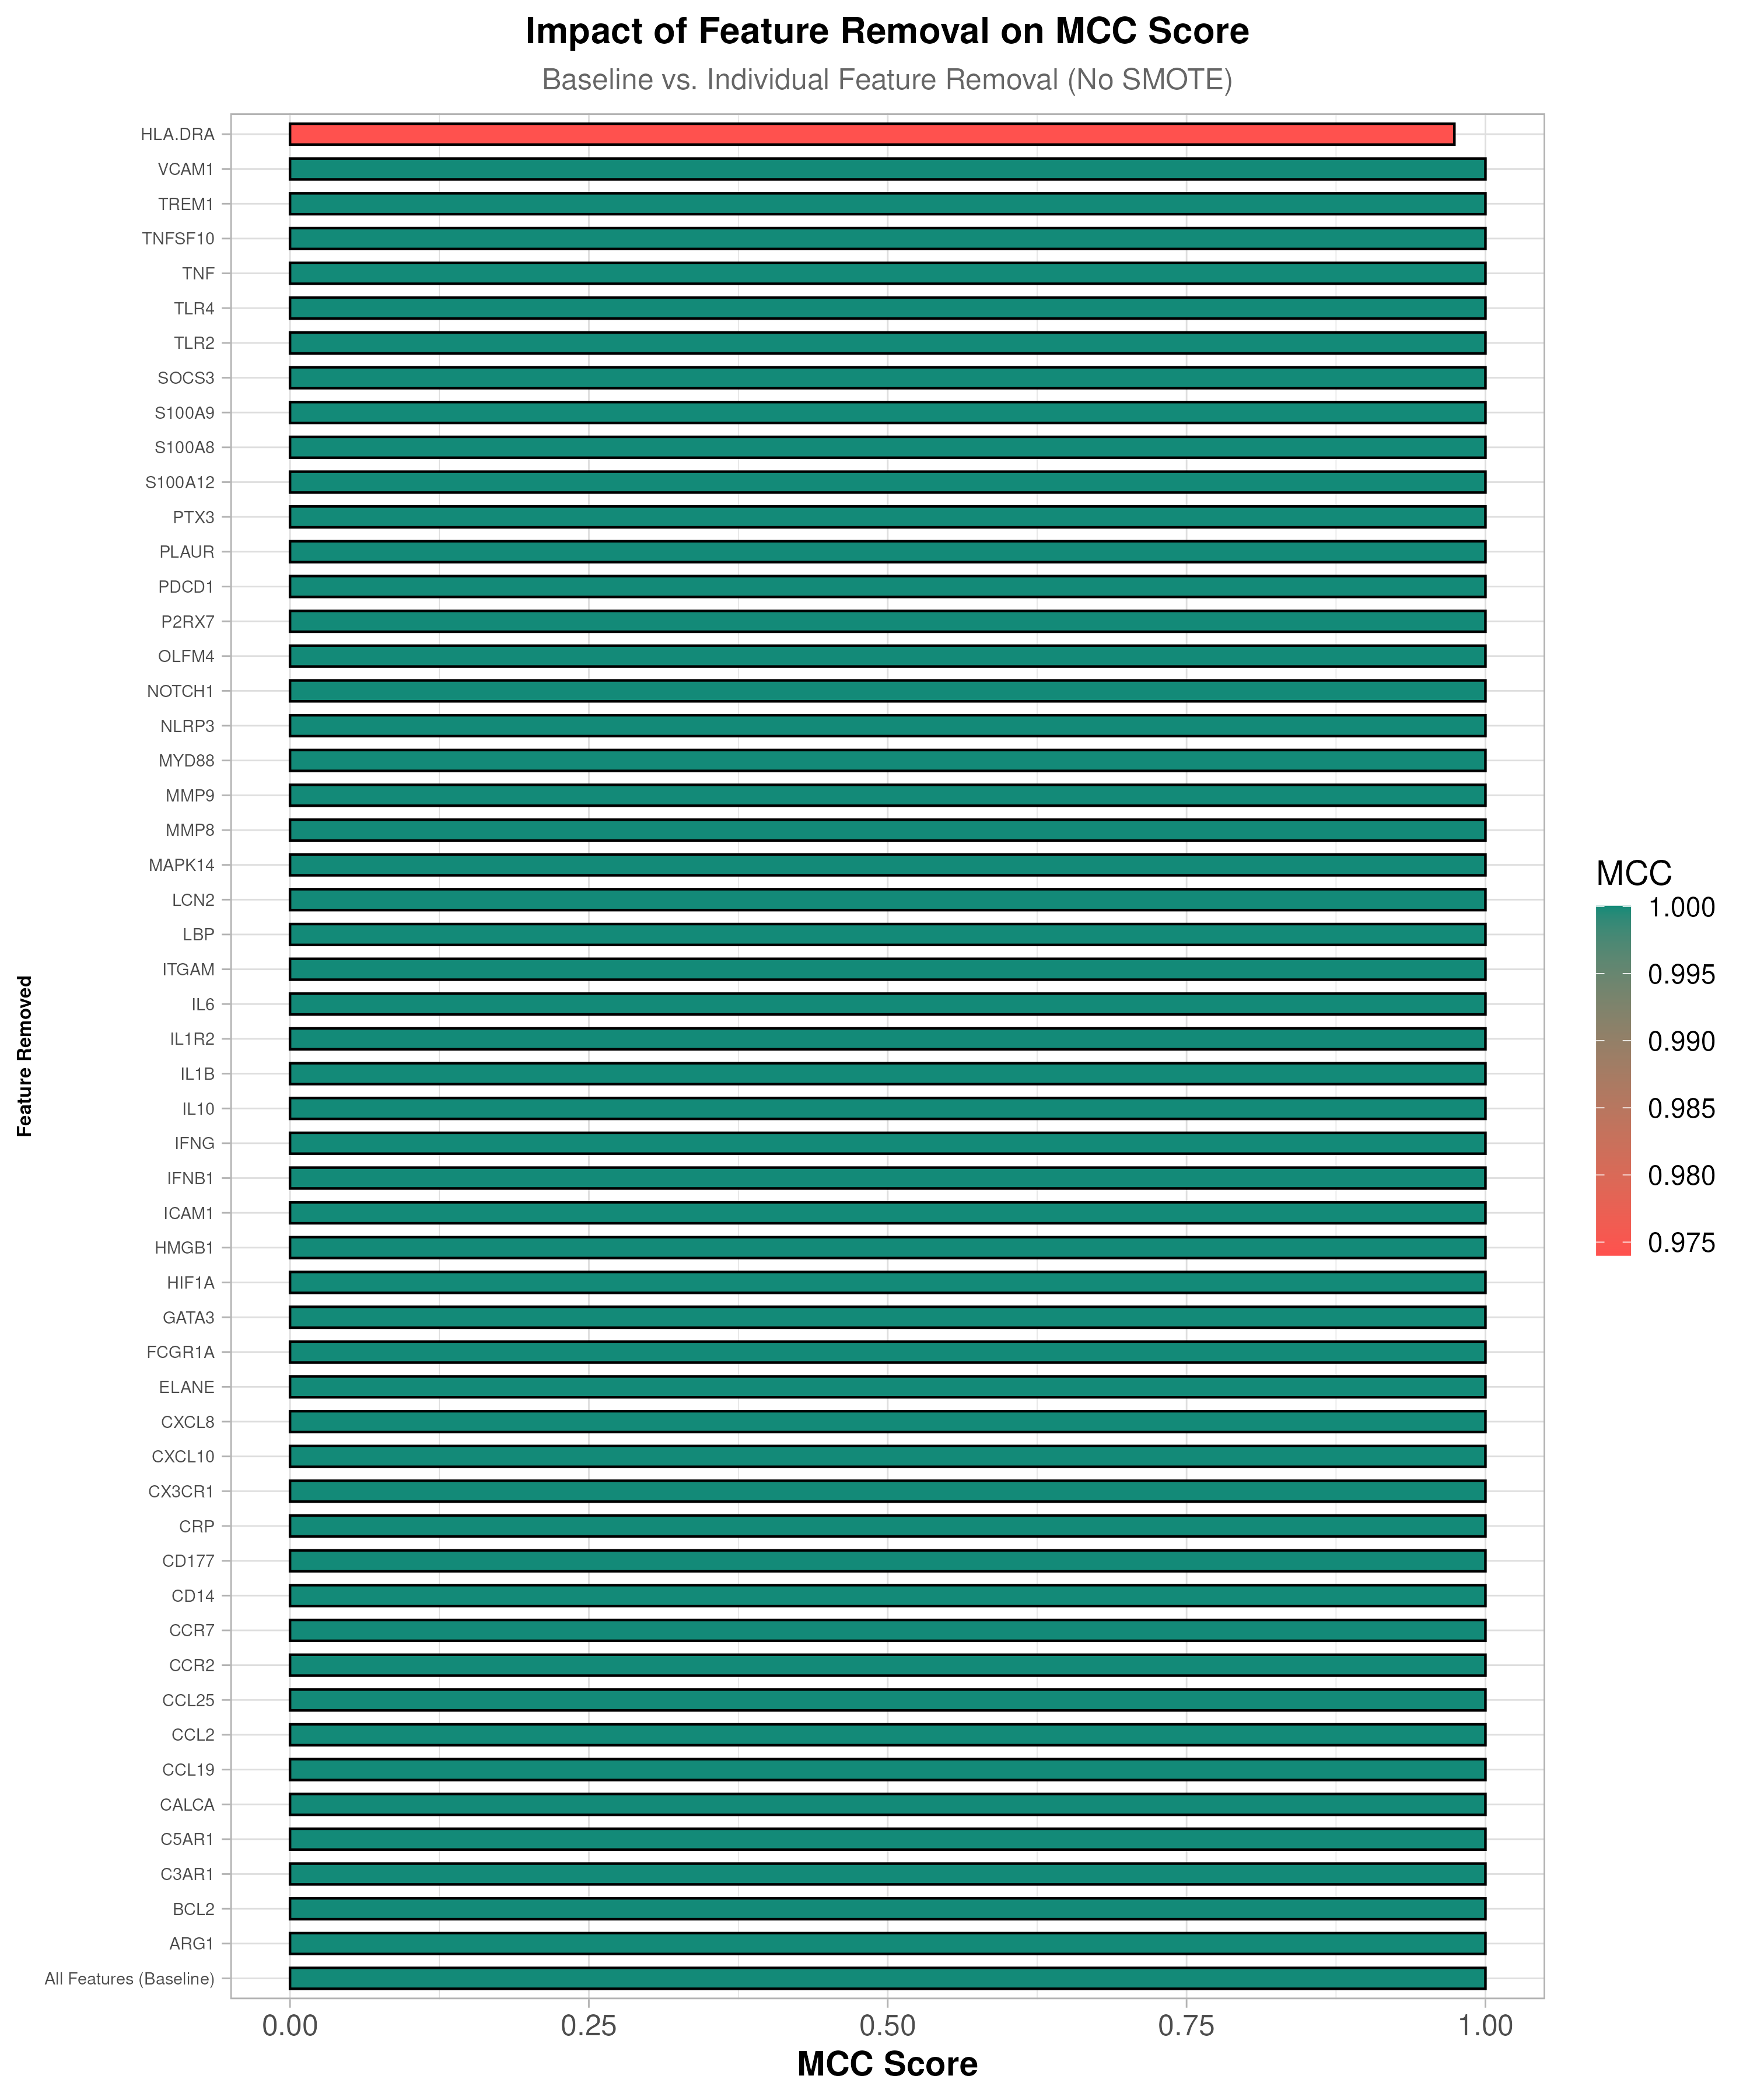 Impact of Feature Removal on MCC Score
Baseline vs. Individual Feature Removal (No SMOTE)
HLA.DRA
VCAM1
TREM1
TNFSF10
TNF
TLR4
TLR2
SOCS3
S100A9
S100A8
S100A12
PTX3
PLAUR
PDCD1
P2RX7
OLFM4
NOTCH1
NLRP3
MYD88
MMP9
MMP8
MAPK14
LCN2
LBP
ITGAM
IL6
IL1R2
IL1B
IL10
IFNG
IFNB1
ICAM1
HMGB1
HIF1A
GATA3
FCGR1A
ELANE
CXCL8
CXCL10
CX3CR1
CRP
CD177
CD14
CCR7
CCR2
CCL25
CCL2
CCL19
CALCA
C5AR1
C3AR1
BCL2
ARG1
All Features (Baseline)
Feature Removed
0.00 0.25 0.50 0.75 1.00
MCC Score
MCC
1.000
0.995
0.990
0.985
0.980
0.975